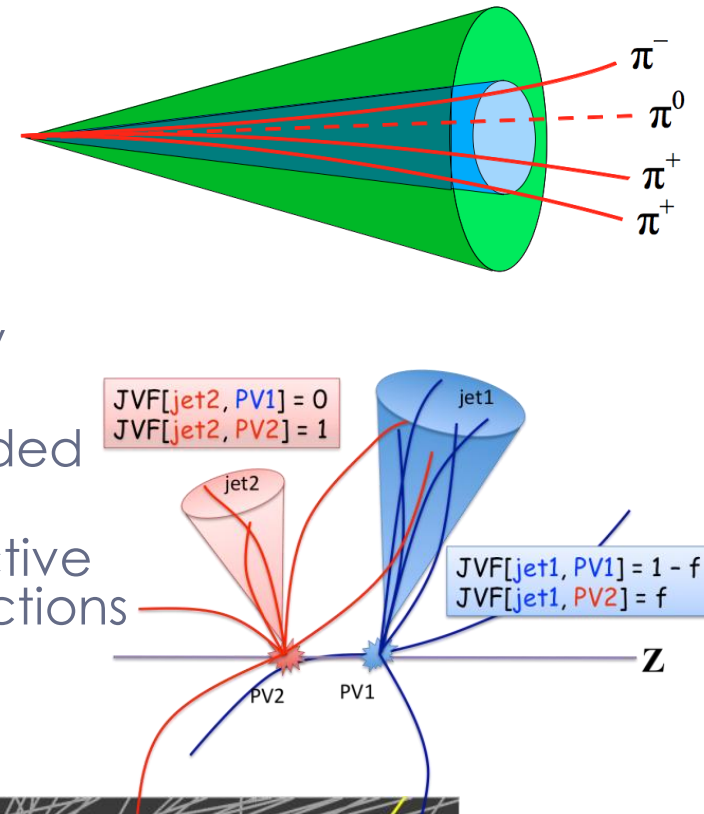 π⁻
π⁰
π⁺
π⁺
JVF[jet2, PV1] = 0
JVF[jet2, PV2] = 1
jet1
ded
jet2
ctive
JVF[jet1, PV1] = 1 - f
JVF[jet1, PV2] = f
ctions
Z
PV2
PV1